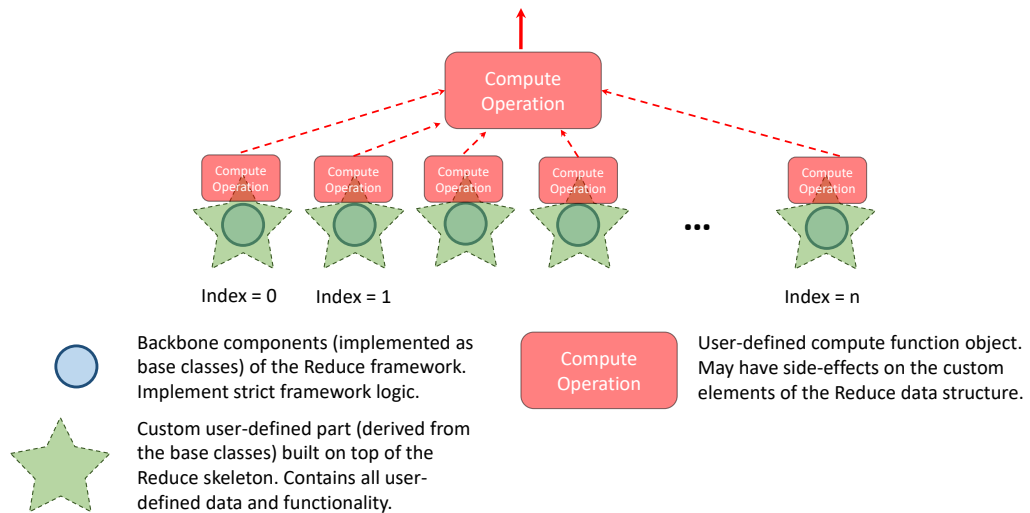 Compute
Operation
Compute
Operation
Compute
Operation
Compute
Operation
Compute
Operation
Compute
Operation
...
Index = 0
Index = 1
Index = n
Backbone components (implemented as
base classes) of the Reduce framework.
Implement strict framework logic.
Compute
Operation
User-defined compute function object.
May have side-effects on the custom
elements of the Reduce data structure.
Custom user-defined part (derived from
the base classes) built on top of the
Reduce skeleton. Contains all user-
defined data and functionality.